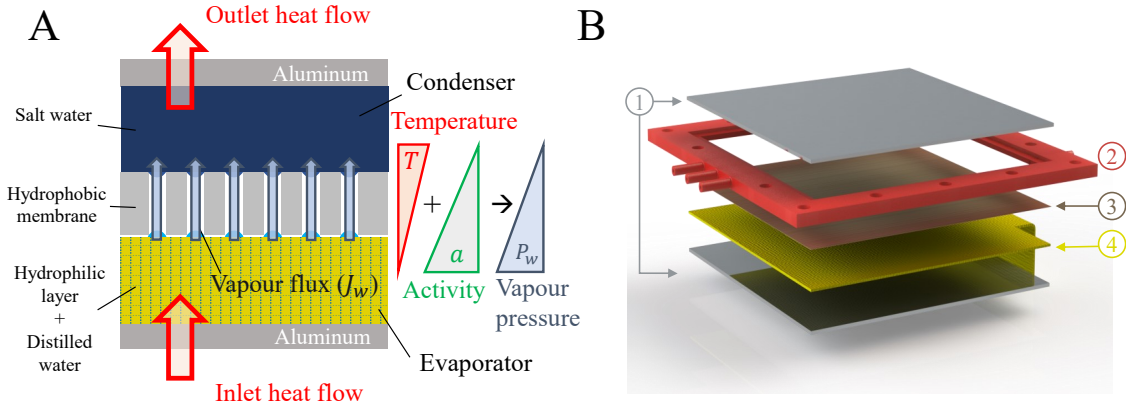 A
Outlet heat flow
Aluminum
Condenser
Salt water
Temperature
T
Hydrophobic
membrane
+
→
a
P_w
Vapour flux (J_w)
Activity
Vapour
pressure
Hydrophilic
layer
+
Distilled
water
Aluminum
Evaporator
Inlet heat flow
B
1
2
3
4